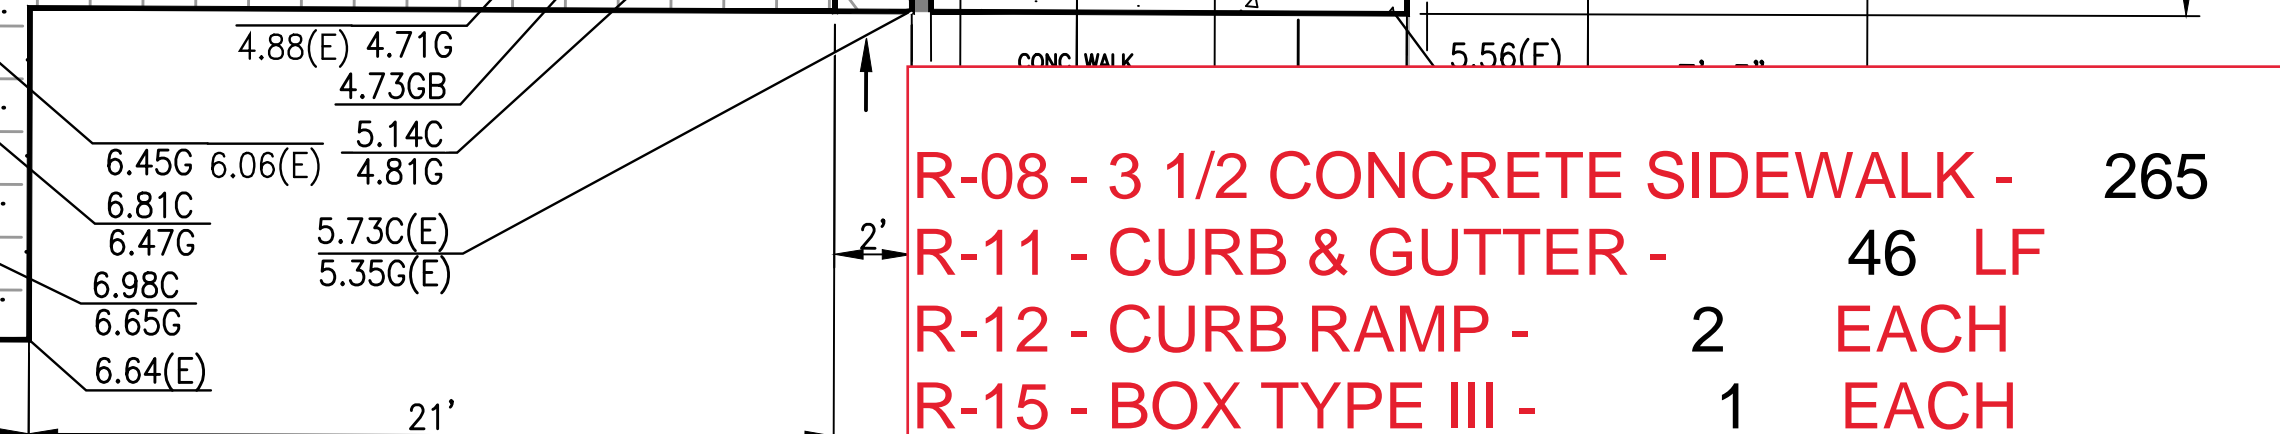 4.88(E) 4.71G
4.73GB
5.14C
4.81G
6.45G 6.06(E)
6.81C
6.47G
5.73C(E)
5.35G(E)
6.98C
6.65G
6.64(E)
21'
2'
CONC WALK
5.56(E)
R-08 - 3 1/2 CONCRETE SIDEWALK - 265
R-11 - CURB & GUTTER - 46 LF
R-12 - CURB RAMP - 2 EACH
R-15 - BOX TYPE III - 1 EACH